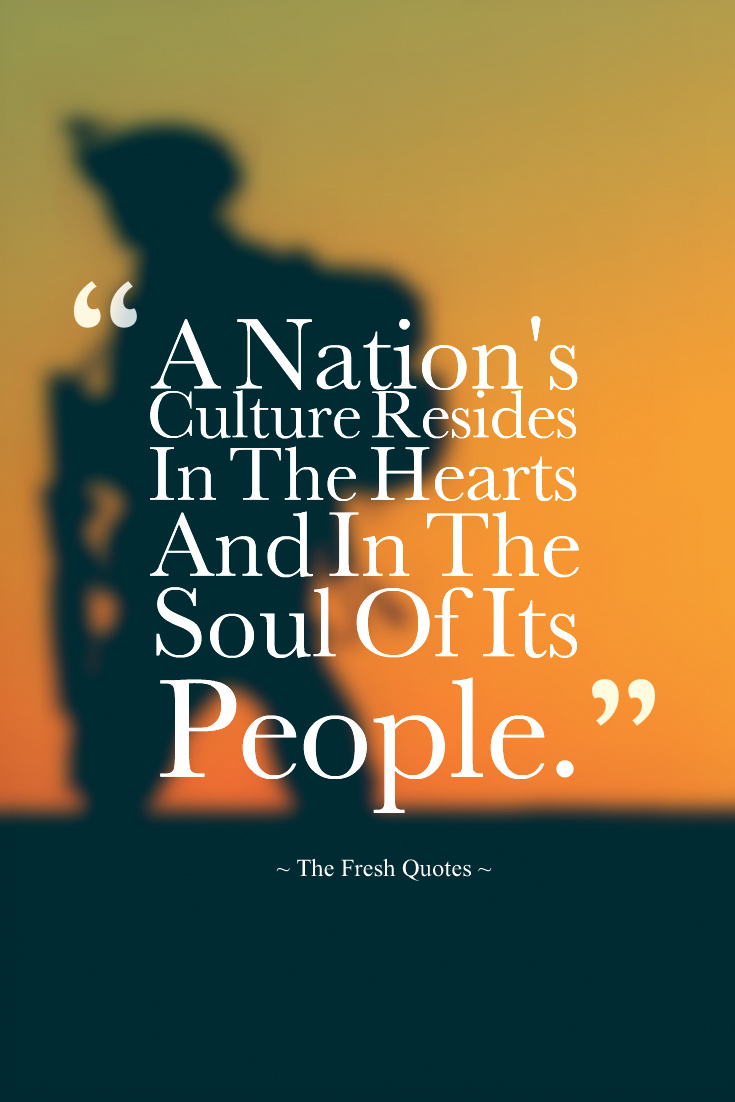 “ A Nation's
Culture Resides
In The Hearts
And In The
Soul Of Its
People. ”
~ The Fresh Quotes ~